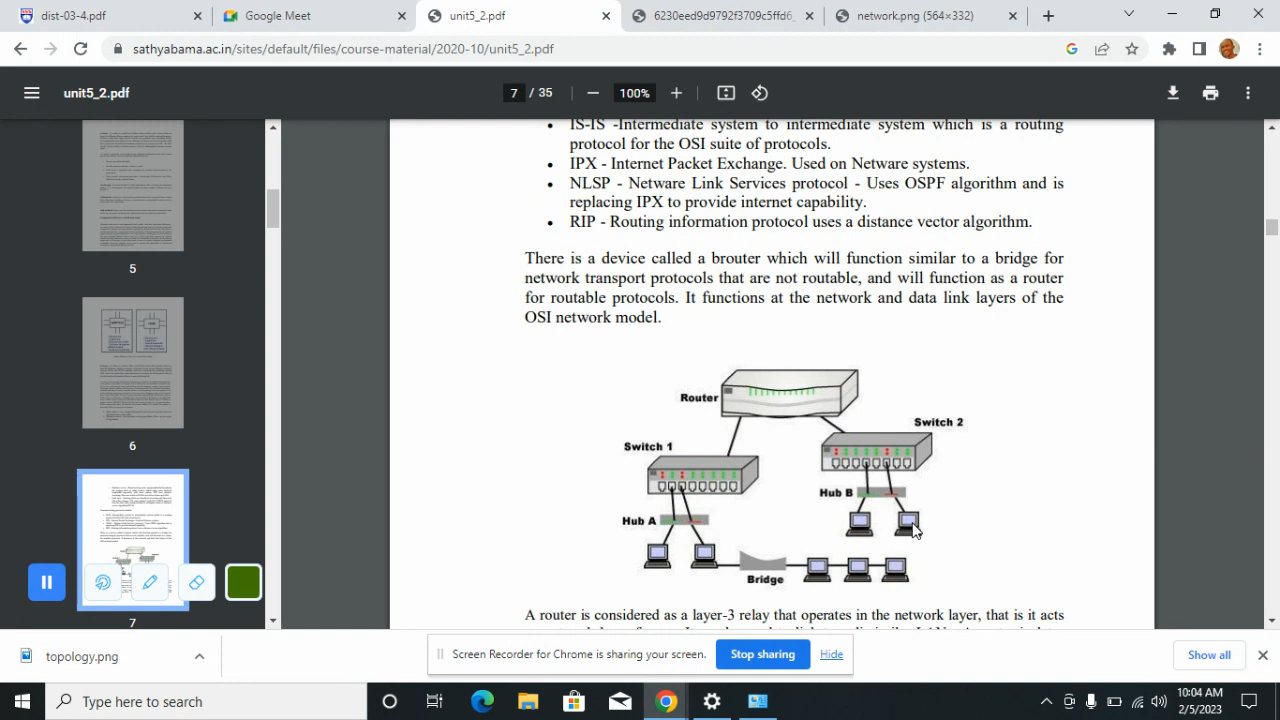 dist-03-4.pdf
Google Meet
unit5_2.pdf
6230eed9d9792f3709c5ffd6
network.png (564×332)
sathyabama.ac.in/sites/default/files/course-material/2020-10/unit5_2.pdf
unit5_2.pdf
7 / 35
100%
• IS-IS -Intermediate system to intermediate system which is a routing
protocol for the OSI suite of protocols.
• IPX - Internet Packet Exchange. Used on Netware systems.
• NLSP - Netware Link Services protocol - Uses OSPF algorithm and is
replacing IPX to provide internet capability.
• RIP - Routing information protocol uses a distance vector algorithm.
There is a device called a brouter which will function similar to a bridge for
network transport protocols that are not routable, and will function as a router
for routable protocols. It functions at the network and data link layers of the
OSI network model.
Router
Switch 2
Switch 1
Hub B
Hub A
Bridge
A router is considered as a layer-3 relay that operates in the network layer, that is it acts
5
6
7
topology.png
Screen Recorder for Chrome is sharing your screen.
Stop sharing
Hide
Show all
Type here to search
10:04 AM
2/5/2023